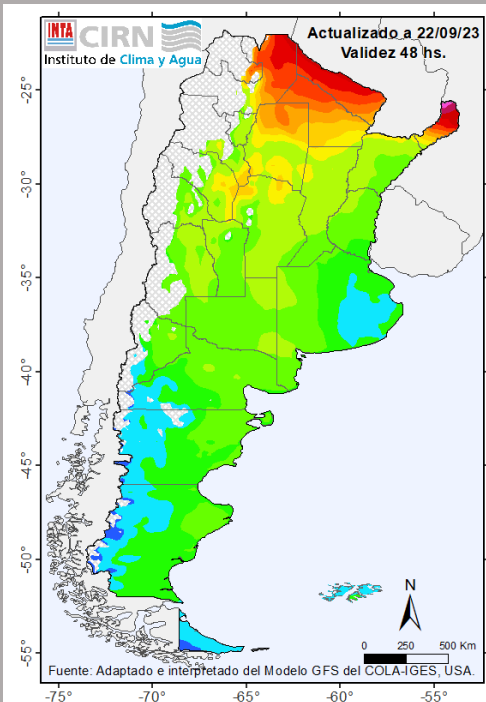 INTA CIRN
Instituto de Clima y Agua
Actualizado a 22/09/23
Validez 48 hs.
-25°
-30°
-35°
-40°
-45°
-50°
-55°
N
0 250 500 Km
Fuente: Adaptado e interpretado del Modelo GFS del COLA-IGES, USA.
-75° -70° -65° -60° -55°